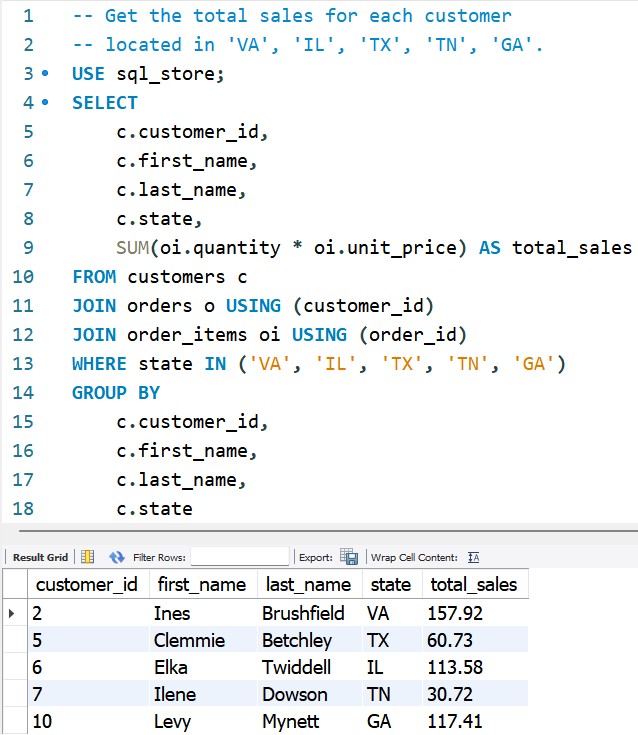 1 -- Get the total sales for each customer
2 -- located in 'VA', 'IL', 'TX', 'TN', 'GA'.
3 USE sql_store;
4 SELECT
5 c.customer_id,
6 c.first_name,
7 c.last_name,
8 c.state,
9 SUM(oi.quantity * oi.unit_price) AS total_sales
10 FROM customers c
11 JOIN orders o USING (customer_id)
12 JOIN order_items oi USING (order_id)
13 WHERE state IN ('VA', 'IL', 'TX', 'TN', 'GA')
14 GROUP BY
15 c.customer_id,
16 c.first_name,
17 c.last_name,
18 c.state
Result Grid Filter Rows: Export: Wrap Cell Content: IA
customer_id first_name last_name state total_sales
2 Ines Brushfield VA 157.92
5 Clemmie Betchley TX 60.73
6 Elka Twiddell IL 113.58
7 Ilene Dowson TN 30.72
10 Levy Mynett GA 117.41